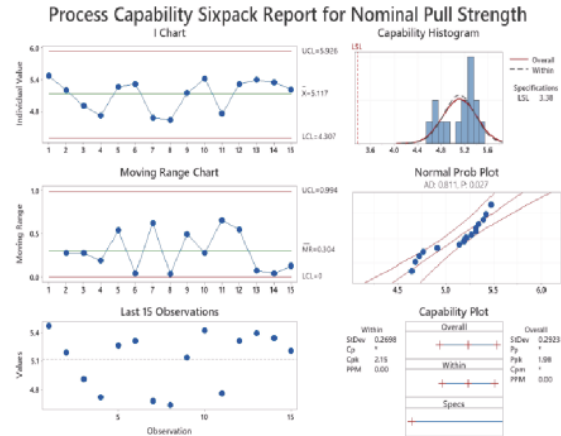 Process Capability Sixpack Report for Nominal Pull Strength
I Chart
Individual Value
6.0
5.4
4.8
UCL=5.926
X=5.117
LCL=4.307
1 2 3 4 5 6 7 8 9 10 11 12 13 14 15
Capability Histogram
LSL
Overall
Within
Specifications
LSL 3.38
3.6 4.0 4.4 4.8 5.2 5.6
Moving Range Chart
Moving Range
1.0
0.5
0.0
UCL=0.994
MR=0.304
LCL=0
1 2 3 4 5 6 7 8 9 10 11 12 13 14 15
Normal Prob Plot
AD: 0.811, P: 0.027
4.5 5.0 5.5 6.0
Last 15 Observations
Values
5.4
5.1
4.8
5 10 15
Observation
Capability Plot
Within
StDev 0.2698
Cp *
Cpk 2.15
PPM 0.00
Overall
Within
Specs
Overall
StDev 0.2923
Pp *
Ppk 1.98
Cpm *
PPM 0.00